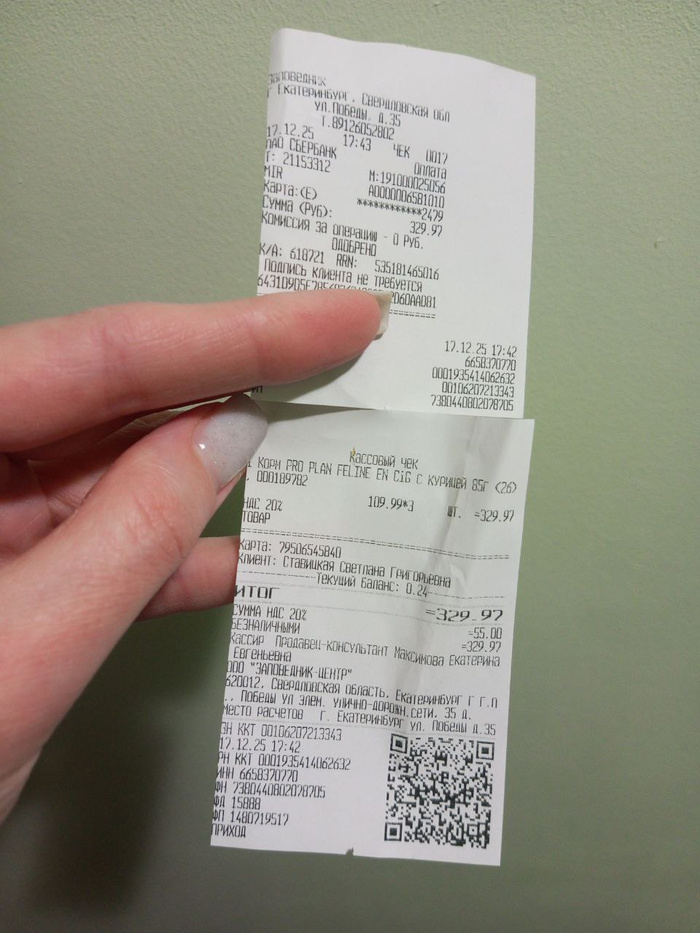 ЗАПОВЕДНИК
Г ЕКАТЕРИНБУРГ, СВЕРДЛОВСКАЯ ОБЛ
УЛ.ПОБЕДЫ, Д.35
Т.89126052802
17.12.25 17:43 ЧЕК 0017
ПАО СБЕРБАНК Оплата
Т: 21153312 М:191000025056
MIR A0000006581010
Карта:(E) ************2479
Сумма (Руб): 329.97
Комиссия за операцию - 0 Руб.
ОДОБРЕНО
К/А: 618721 RRN: 535181465016
Подпись клиента не требуется
17.12.25 17:42
6658370770
0001935414062632
00106207213343
7380440802078705
Кассовый чек
1 Корм PRO PLAN FELINE EN CiG С КУРИЦЕЙ 85Г (26)
, 000189782
109.99*3 ШТ. =329.97
НДС 20%
ТОВАР
Карта: 79506545840
Клиент: Ставицкая Светлана Григорьевна
Текущий Баланс: 0.24
ИТОГ =329.97
СУММА НДС 20% =55.00
БЕЗНАЛИЧНЫМИ =329.97
Кассир Продавец-консультант Максимова Екатерина
Евгеньевна
ООО "ЗАПОВЕДНИК-ЦЕНТР"
620012, Свердловская область, Екатеринбург г г.п
., Победы ул элем. улично-дорожн.сети, 35 д.
Место расчетов г. Екатеринбург ул. Победы д.35
ЗН ККТ 00106207213343
17.12.25 17:42
РН ККТ 0001935414062632
ИНН 6658370770
ФН 7380440802078705
ФД 15888
ФП 1480719517
ПРИХОД